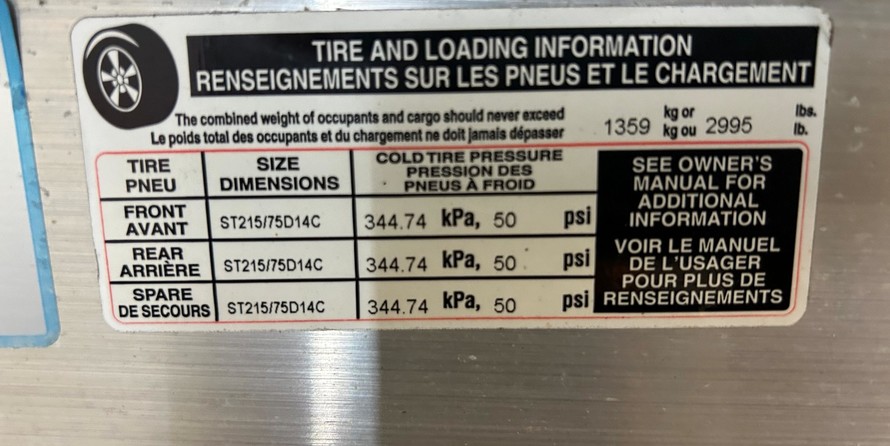 TIRE AND LOADING INFORMATION
RENSEIGNEMENTS SUR LES PNEUS ET LE CHARGEMENT
The combined weight of occupants and cargo should never exceed
Le poids total des occupants et du chargement ne doit jamais dépasser
1359 kg or kg ou 2995 lbs. lb.
TIRE PNEU
SIZE DIMENSIONS
COLD TIRE PRESSURE
PRESSION DES
PNEUS À FROID
FRONT AVANT ST215/75D14C 344.74 kPa, 50 psi
REAR ARRIÈRE ST215/75D14C 344.74 kPa, 50 psi
SPARE DE SECOURS ST215/75D14C 344.74 kPa, 50 psi
SEE OWNER'S
MANUAL FOR
ADDITIONAL
INFORMATION
VOIR LE MANUEL
DE L'USAGER
POUR PLUS DE
RENSEIGNEMENTS